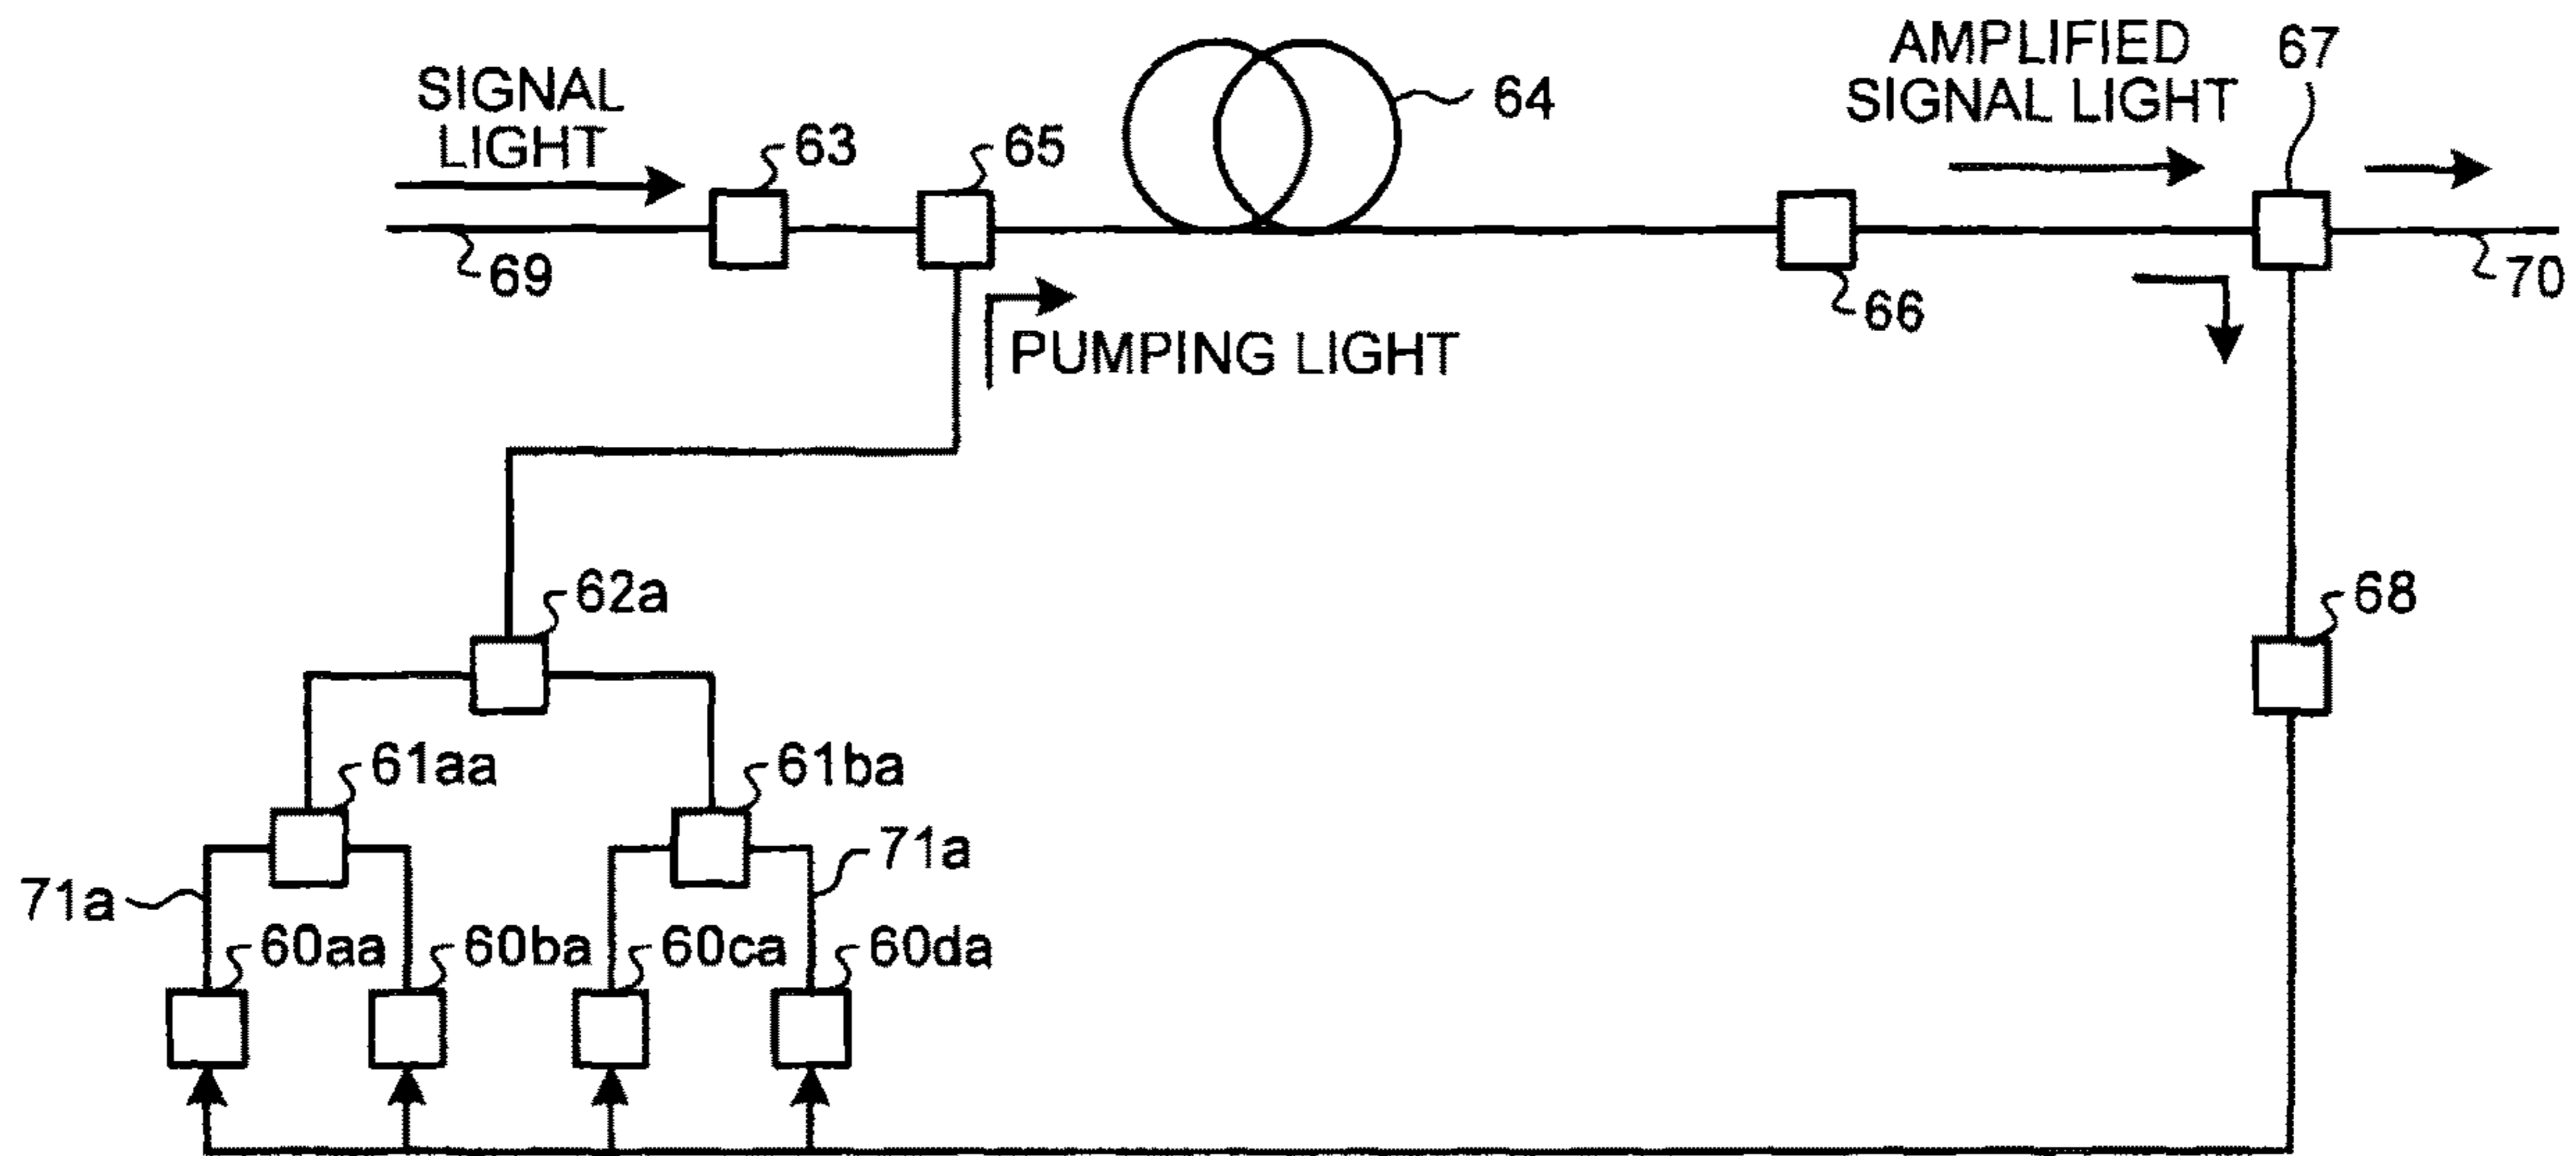 SIGNAL
LIGHT
63
65
64
AMPLIFIED
SIGNAL LIGHT
67
69
PUMPING LIGHT
66
70
62a
68
61aa
61ba
71a
71a
60aa
60ba
60ca
60da